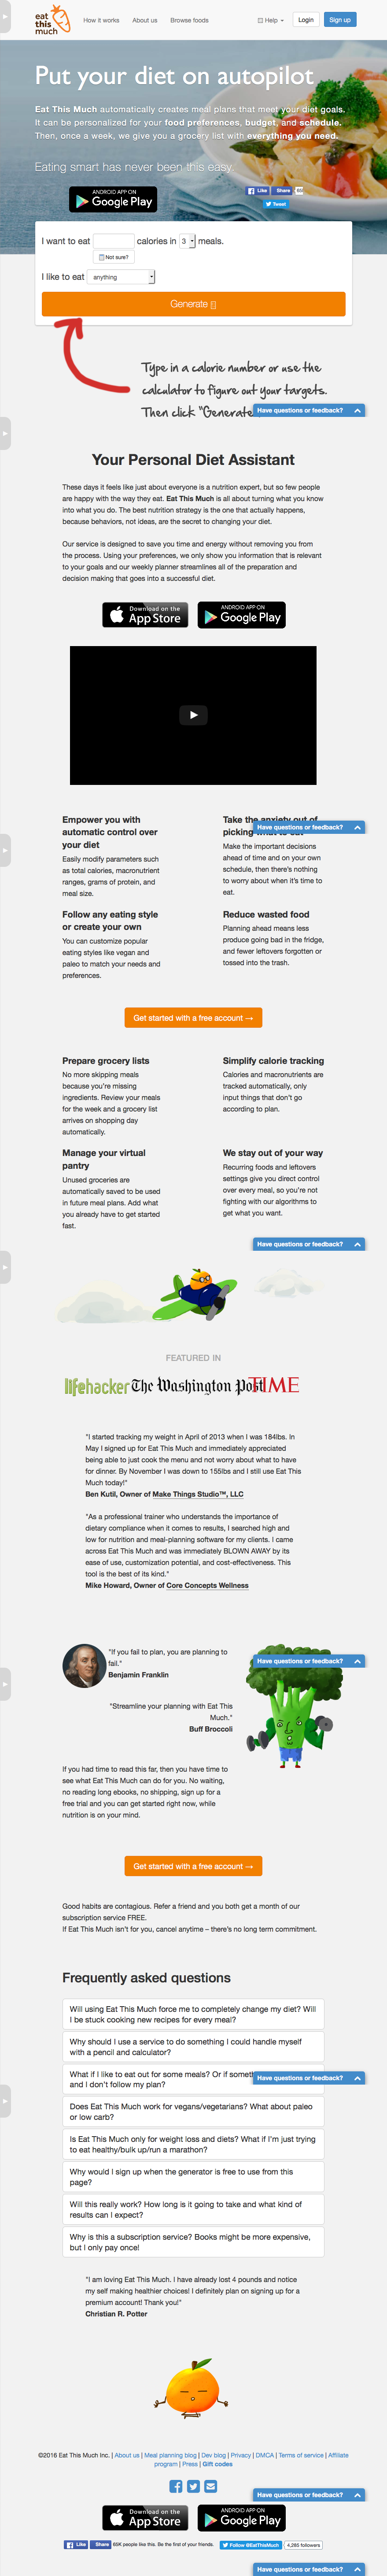 eat this much
How it works
About us
Browse foods
Help
Login
Sign up
Put your diet on autopilot
Eat This Much automatically creates meal plans that meet your diet goals.
It can be personalized for your food preferences, budget, and schedule.
Then, once a week, we give you a grocery list with everything you need.
Eating smart has never been this easy.
ANDROID APP ON
Google Play
Like
Share
Tweet
I want to eat calories in 3 meals.
Not sure?
I like to eat anything
Generate
Type in a calorie number or use the
calculator to figure out your targets.
Then click "Generate
Have questions or feedback?
Your Personal Diet Assistant
These days it feels like just about everyone is a nutrition expert, but so few people
are happy with the way they eat. Eat This Much is all about turning what you know
into what you do. The best nutrition strategy is the one that actually happens,
because behaviors, not ideas, are the secret to changing your diet.
Our service is designed to save you time and energy without removing you from
the process. Using your preferences, we only show you information that is relevant
to your goals and our weekly planner streamlines all of the preparation and
decision making that goes into a successful diet.
Download on the
App Store
ANDROID APP ON
Google Play
Empower you with
automatic control over
your diet
Easily modify parameters such
as total calories, macronutrient
ranges, grams of protein, and
meal size.
Take the anxiety out of
picking what to eat
Have questions or feedback?
Make the important decisions
ahead of time and on your own
schedule, then there's nothing
to worry about when it's time to
eat.
Follow any eating style
or create your own
You can customize popular
eating styles like vegan and
paleo to match your needs and
preferences.
Reduce wasted food
Planning ahead means less
produce going bad in the fridge,
and fewer leftovers forgotten or
tossed into the trash.
Get started with a free account →
Prepare grocery lists
No more skipping meals
because you're missing
ingredients. Review your meals
for the week and a grocery list
arrives on shopping day
automatically.
Simplify calorie tracking
Calories and macronutrients are
tracked automatically, only
input things that don't go
according to plan.
Manage your virtual
pantry
Unused groceries are
automatically saved to be used
in future meal plans. Add what
you already have to get started
fast.
We stay out of your way
Recurring foods and leftovers
settings give you direct control
over every meal, so you're not
fighting with our algorithms to
get what you want.
Have questions or feedback?
FEATURED IN
lifehacker
The Washington Post
TIME
"I started tracking my weight in April of 2013 when I was 184lbs. In
May I signed up for Eat This Much and immediately appreciated
being able to just cook the menu and not worry about what to have
for dinner. By November I was down to 155lbs and I still use Eat This
Much today!"
Ben Kutil, Owner of Make Things Studio™, LLC
"As a professional trainer who understands the importance of
dietary compliance when it comes to results, I searched high and
low for nutrition and meal-planning software for my clients. I came
across Eat This Much and was immediately BLOWN AWAY by its
ease of use, customization potential, and cost-effectiveness. This
tool is the best of its kind."
Mike Howard, Owner of Core Concepts Wellness
"If you fail to plan, you are planning to
fail."
Benjamin Franklin
Have questions or feedback?
"Streamline your planning with Eat This
Much."
Buff Broccoli
If you had time to read this far, then you have time to
see what Eat This Much can do for you. No waiting,
no reading long ebooks, no shipping, sign up for a
free trial and you can get started right now, while
nutrition is on your mind.
Get started with a free account →
Good habits are contagious. Refer a friend and you both get a month of our
subscription service FREE.
If Eat This Much isn't for you, cancel anytime – there's no long term commitment.
Frequently asked questions
Will using Eat This Much force me to completely change my diet? Will
I be stuck cooking new recipes for every meal?
Why should I use a service to do something I could handle myself
with a pencil and calculator?
What if I like to eat out for some meals? Or if
and I don't follow my plan?
Have questions or feedback?
Does Eat This Much work for vegans/vegetarians? What about paleo
or low carb?
Is Eat This Much only for weight loss and diets? What if I'm just trying
to eat healthy/bulk up/run a marathon?
Why would I sign up when the generator is free to use from this
page?
Will this really work? How long is it going to take and what kind of
results can I expect?
Why is this a subscription service? Books might be more expensive,
but I only pay once!
"I am loving Eat This Much. I have already lost 4 pounds and notice
my self making healthier choices! I definitely plan on signing up for a
premium account! Thank you!"
Christian R. Potter
©2016 Eat This Much Inc. | About us | Meal planning blog | Dev blog | Privacy | DMCA | Terms of service | Affiliate
program | Press | Gift codes
Have questions or feedback?
Download on the
App Store
ANDROID APP ON
Google Play
Like
Share
65K people like this. Be the first of your friends.
Follow @EatThisMuch
4,285 followers
Have questions or feedback?